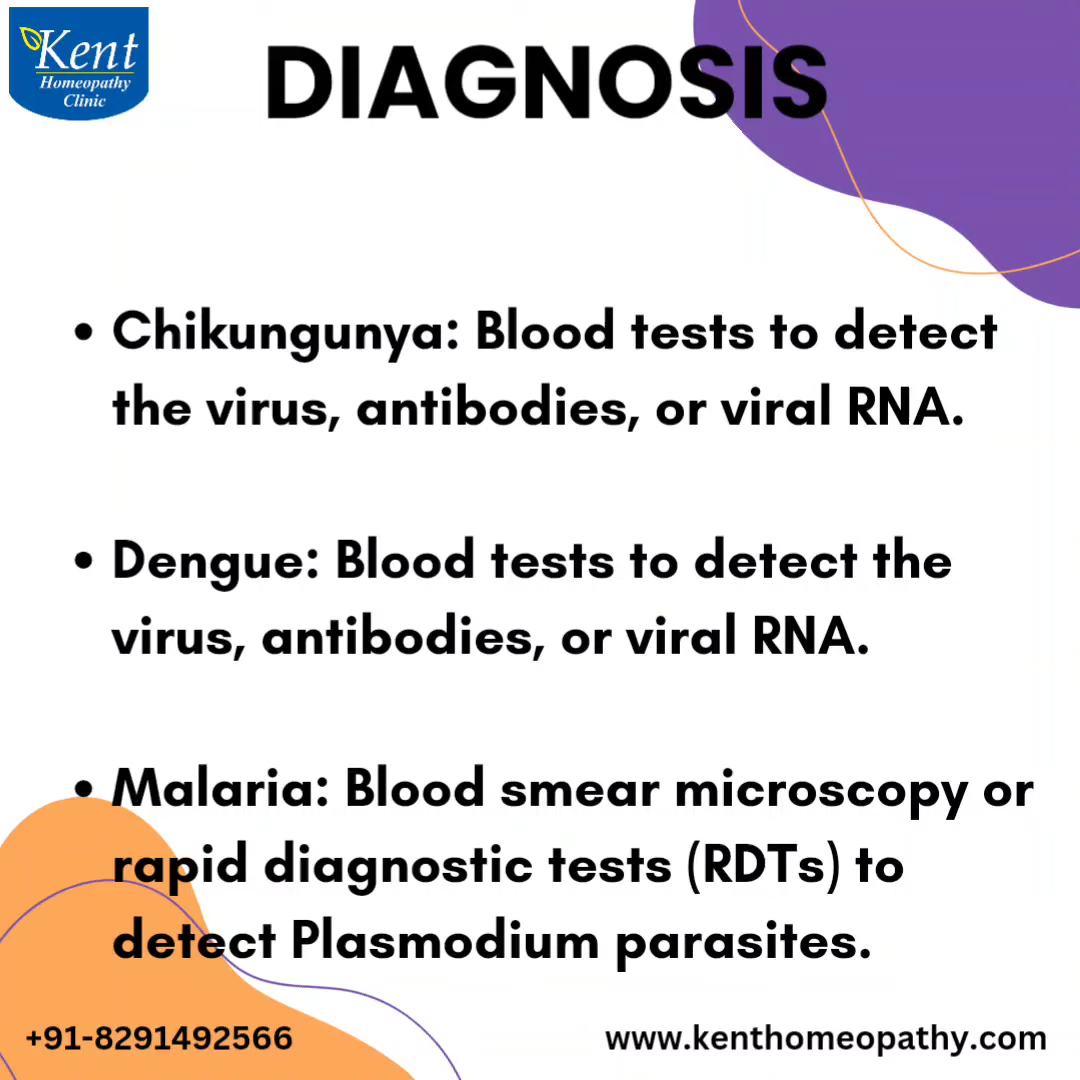 Kent
Homeopathy
Clinic
DIAGNOSIS
• Chikungunya: Blood tests to detect
the virus, antibodies, or viral RNA.
• Dengue: Blood tests to detect the
virus, antibodies, or viral RNA.
• Malaria: Blood smear microscopy or
rapid diagnostic tests (RDTs) to
detect Plasmodium parasites.
+91-8291492566
www.kenthomeopathy.com